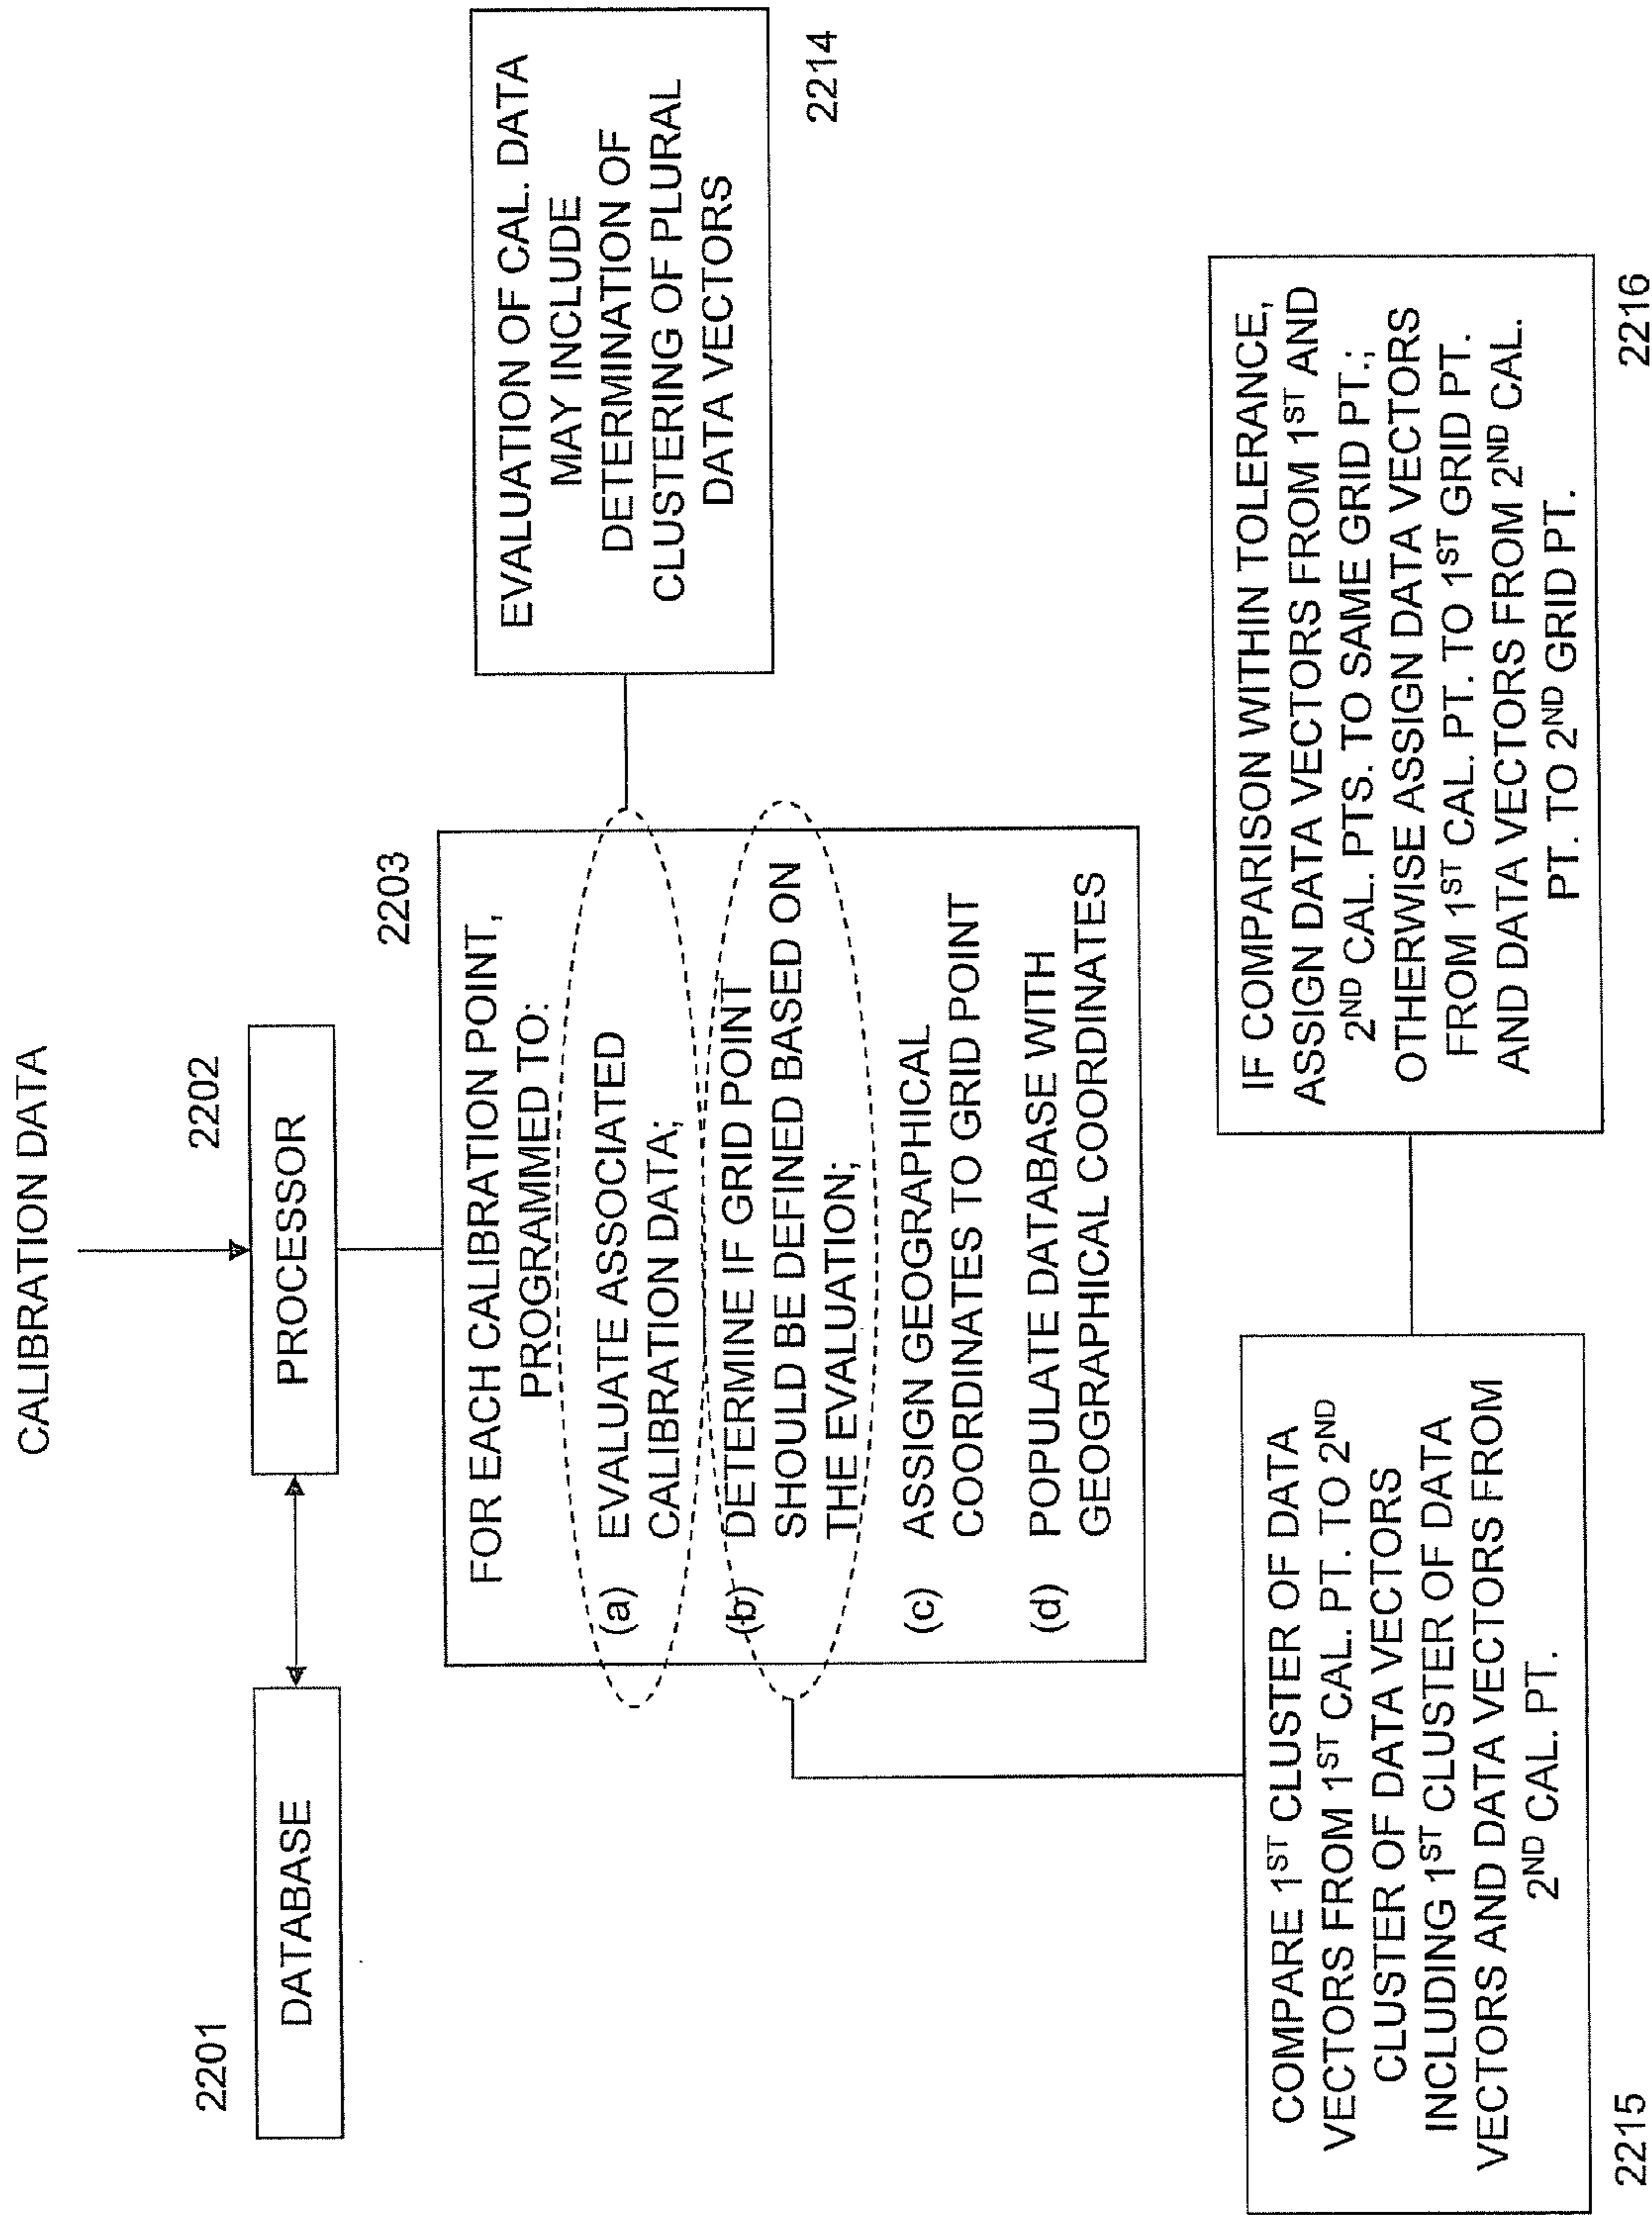 CALIBRATION DATA
2201
DATABASE
2202
PROCESSOR
2203
FOR EACH CALIBRATION POINT,
PROGRAMMED TO:
(a) EVALUATE ASSOCIATED
CALIBRATION DATA;
(b) DETERMINE IF GRID POINT
SHOULD BE DEFINED BASED ON
THE EVALUATION;
(c) ASSIGN GEOGRAPHICAL
COORDINATES TO GRID POINT
(d) POPULATE DATABASE WITH
GEOGRAPHICAL COORDINATES
EVALUATION OF CAL. DATA
MAY INCLUDE
DETERMINATION OF
CLUSTERING OF PLURAL
DATA VECTORS
2214
COMPARE 1ST CLUSTER OF DATA
VECTORS FROM 1ST CAL. PT. TO 2ND
CLUSTER OF DATA VECTORS
INCLUDING 1ST CLUSTER OF DATA
VECTORS AND DATA VECTORS FROM
2ND CAL. PT.
2215
IF COMPARISON WITHIN TOLERANCE,
ASSIGN DATA VECTORS FROM 1ST AND
2ND CAL. PTS. TO SAME GRID PT.;
OTHERWISE ASSIGN DATA VECTORS
FROM 1ST CAL. PT. TO 1ST GRID PT.
AND DATA VECTORS FROM 2ND CAL.
PT. TO 2ND GRID PT.
2216